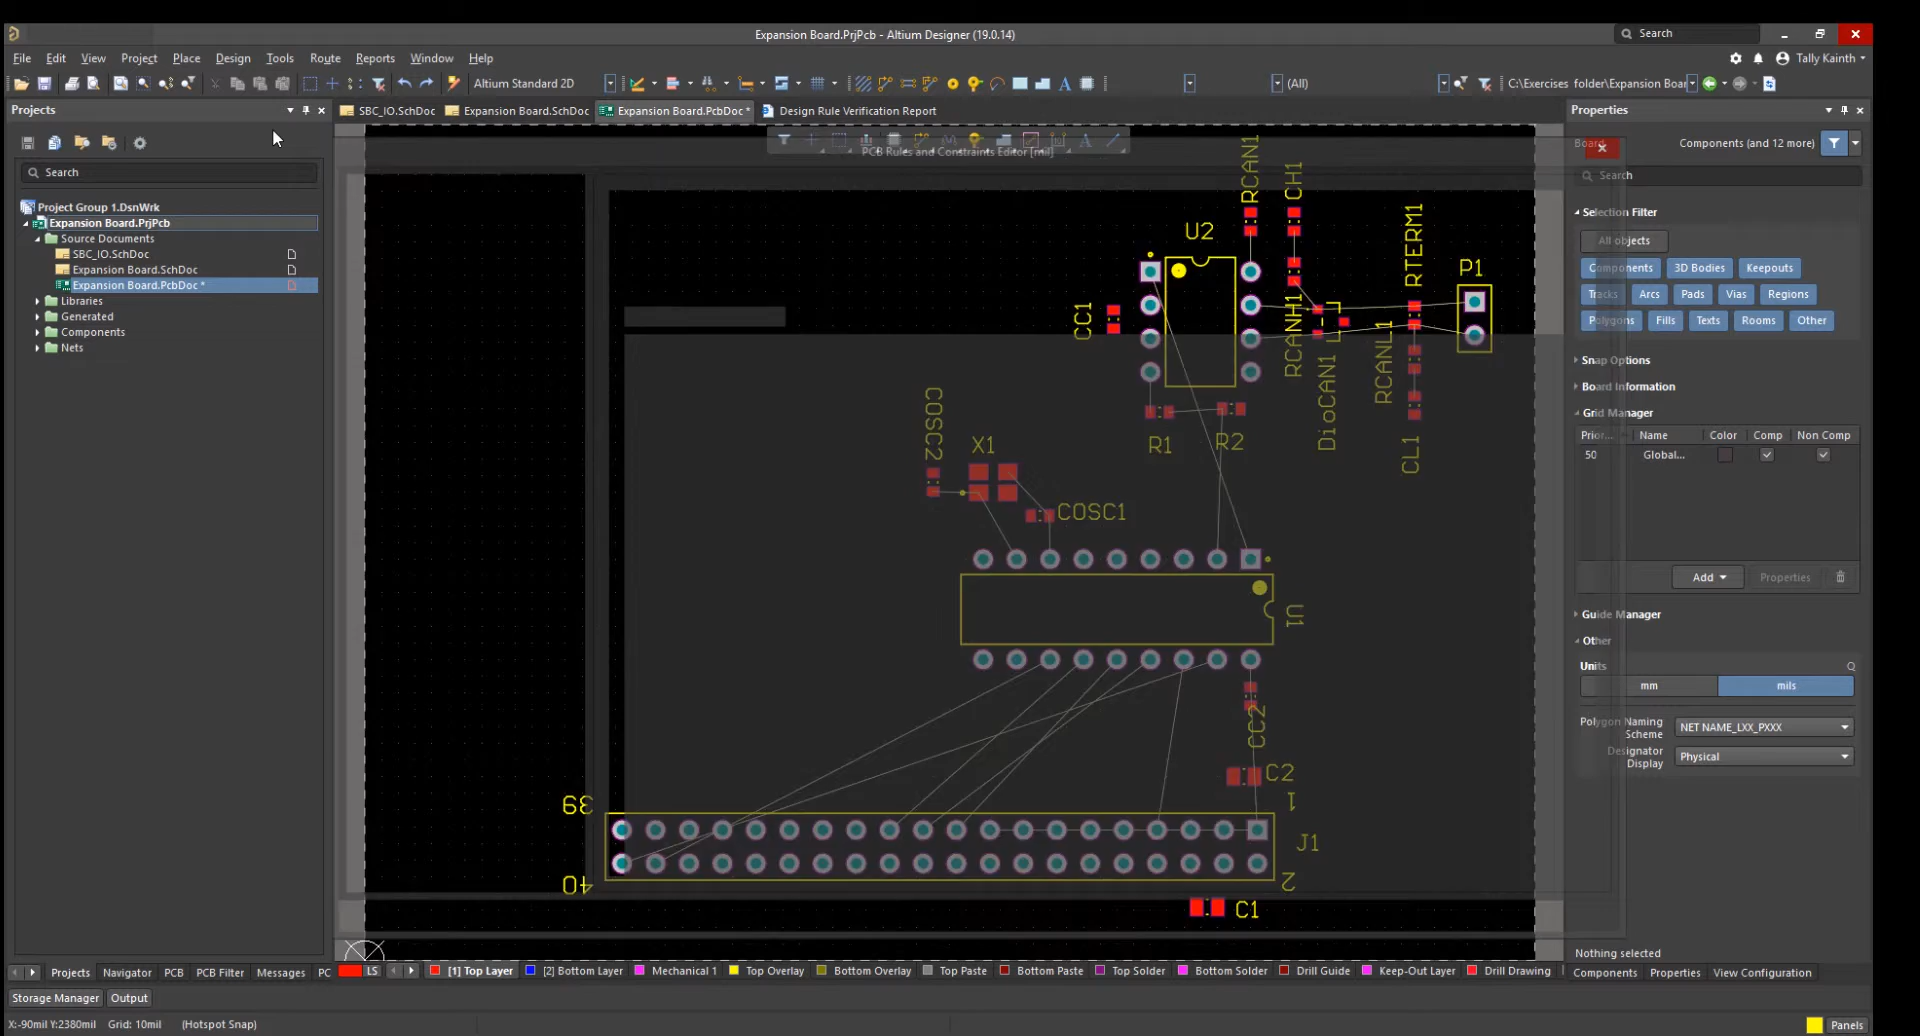 Expansion Board.PrjPcb - Altium Designer (19.0.14)
Search
File Edit View Project Place Design Tools Route Reports Window Help
Tally Kainth
Altium Standard 2D
(All)
C:\Exercises folder\Expansion Boar
Projects
SBC_IO.SchDoc
Expansion Board.SchDoc
Expansion Board.PcbDoc *
Design Rule Verification Report
Properties
PCB Rules and Constraints Editor [mil]
Board
Components (and 12 more)
Search
Search
Project Group 1.DsnWrk
Expansion Board.PrjPcb
Source Documents
SBC_IO.SchDoc
Expansion Board.SchDoc
Expansion Board.PcbDoc *
Libraries
Generated
Components
Nets
RCAN1
CH1
U2
RTERM1
P1
CC1
RCANH1
DioCAN1
RCANL1
CL1
R1
R2
COSC2
X1
COSC1
U1
CC2
C2
1
39
J1
40
2
C1
Selection Filter
All objects
Components 3D Bodies Keepouts
Tracks Arcs Pads Vias Regions
Polygons Fills Texts Rooms Other
Snap Options
Board Information
Grid Manager
Prior... Name Color Comp Non Comp
50 Global...
Add Properties
Guide Manager
Other
Units
mm mils
Polygon Naming Scheme NET NAME_LXX_PXXX
Designator Display Physical
Nothing selected
Projects Navigator PCB PCB Filter Messages PC
LS [1] Top Layer [2] Bottom Layer Mechanical 1 Top Overlay Bottom Overlay Top Paste Bottom Paste Top Solder Bottom Solder Drill Guide Keep-Out Layer Drill Drawing
Components Properties View Configuration
Storage Manager Output
X:-90mil Y:2380mil Grid: 10mil (Hotspot Snap)
Panels